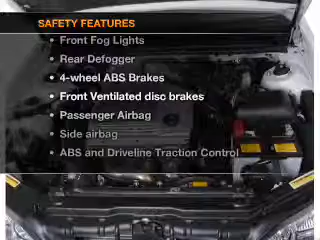 SAFETY FEATURES
• Front Fog Lights
• Rear Defogger
• 4-wheel ABS Brakes
• Front Ventilated disc brakes
• Passenger Airbag
• Side airbag
• ABS and Driveline Traction Control